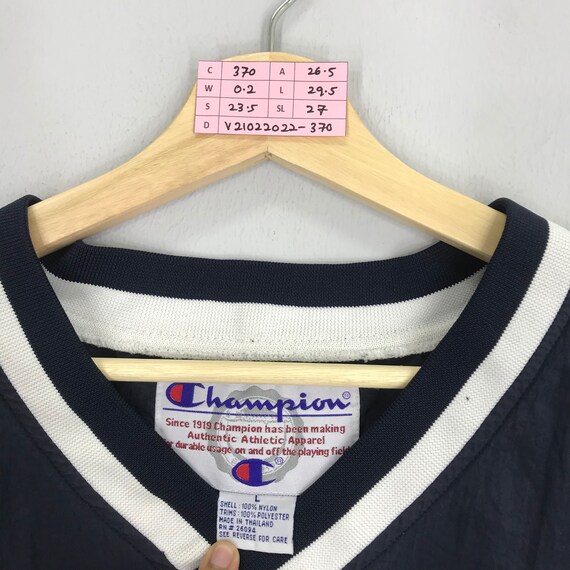 C 370 A 26.5
W 0.2 L 29.5
S 23.5 SL 27
D V21022022-370
Champion
Since 1919 Champion has been making
Authentic Athletic Apparel
for durable usage on and off the playing field
L
SHELL: 100% NYLON
TRIMS: 100% POLYESTER
MADE IN THAILAND
RN# 26094
SEE REVERSE FOR CARE